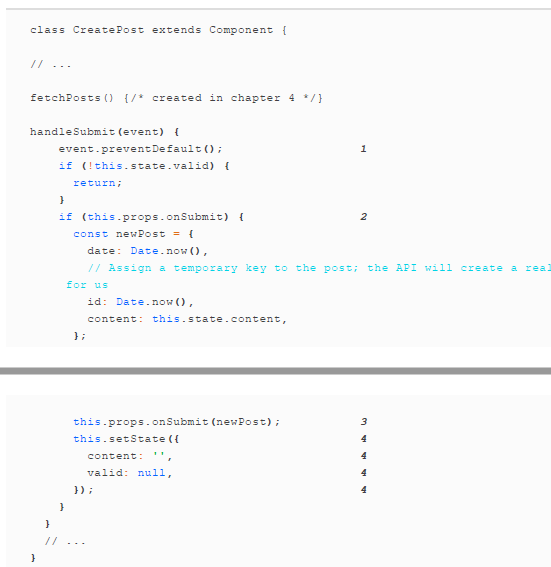 class CreatePost extends Component {
// ...
fetchPosts() {/* created in chapter 4 */}
handleSubmit(event) {
event.preventDefault(); 1
if (!this.state.valid) {
return;
}
if (this.props.onSubmit) { 2
const newPost = {
date: Date.now(),
// Assign a temporary key to the post; the API will create a real
for us
id: Date.now(),
content: this.state.content,
};
this.props.onSubmit(newPost); 3
this.setState({ 4
content: '', 4
valid: null, 4
}); 4
}
}
// ...
}